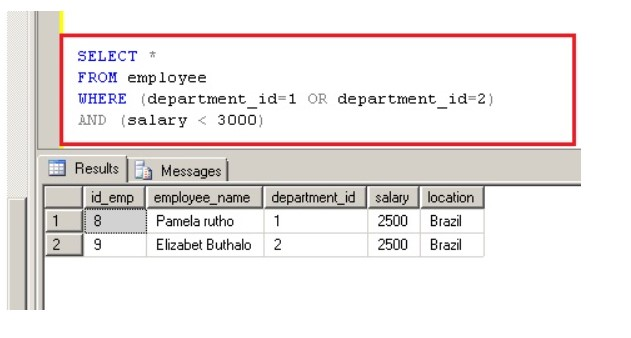 SELECT *
FROM employee
WHERE (department_id=1 OR department_id=2)
AND (salary < 3000)
Results Messages
id_emp employee_name department_id salary location
1 8 Pamela rutho 1 2500 Brazil
2 9 Elizabet Buthalo 2 2500 Brazil